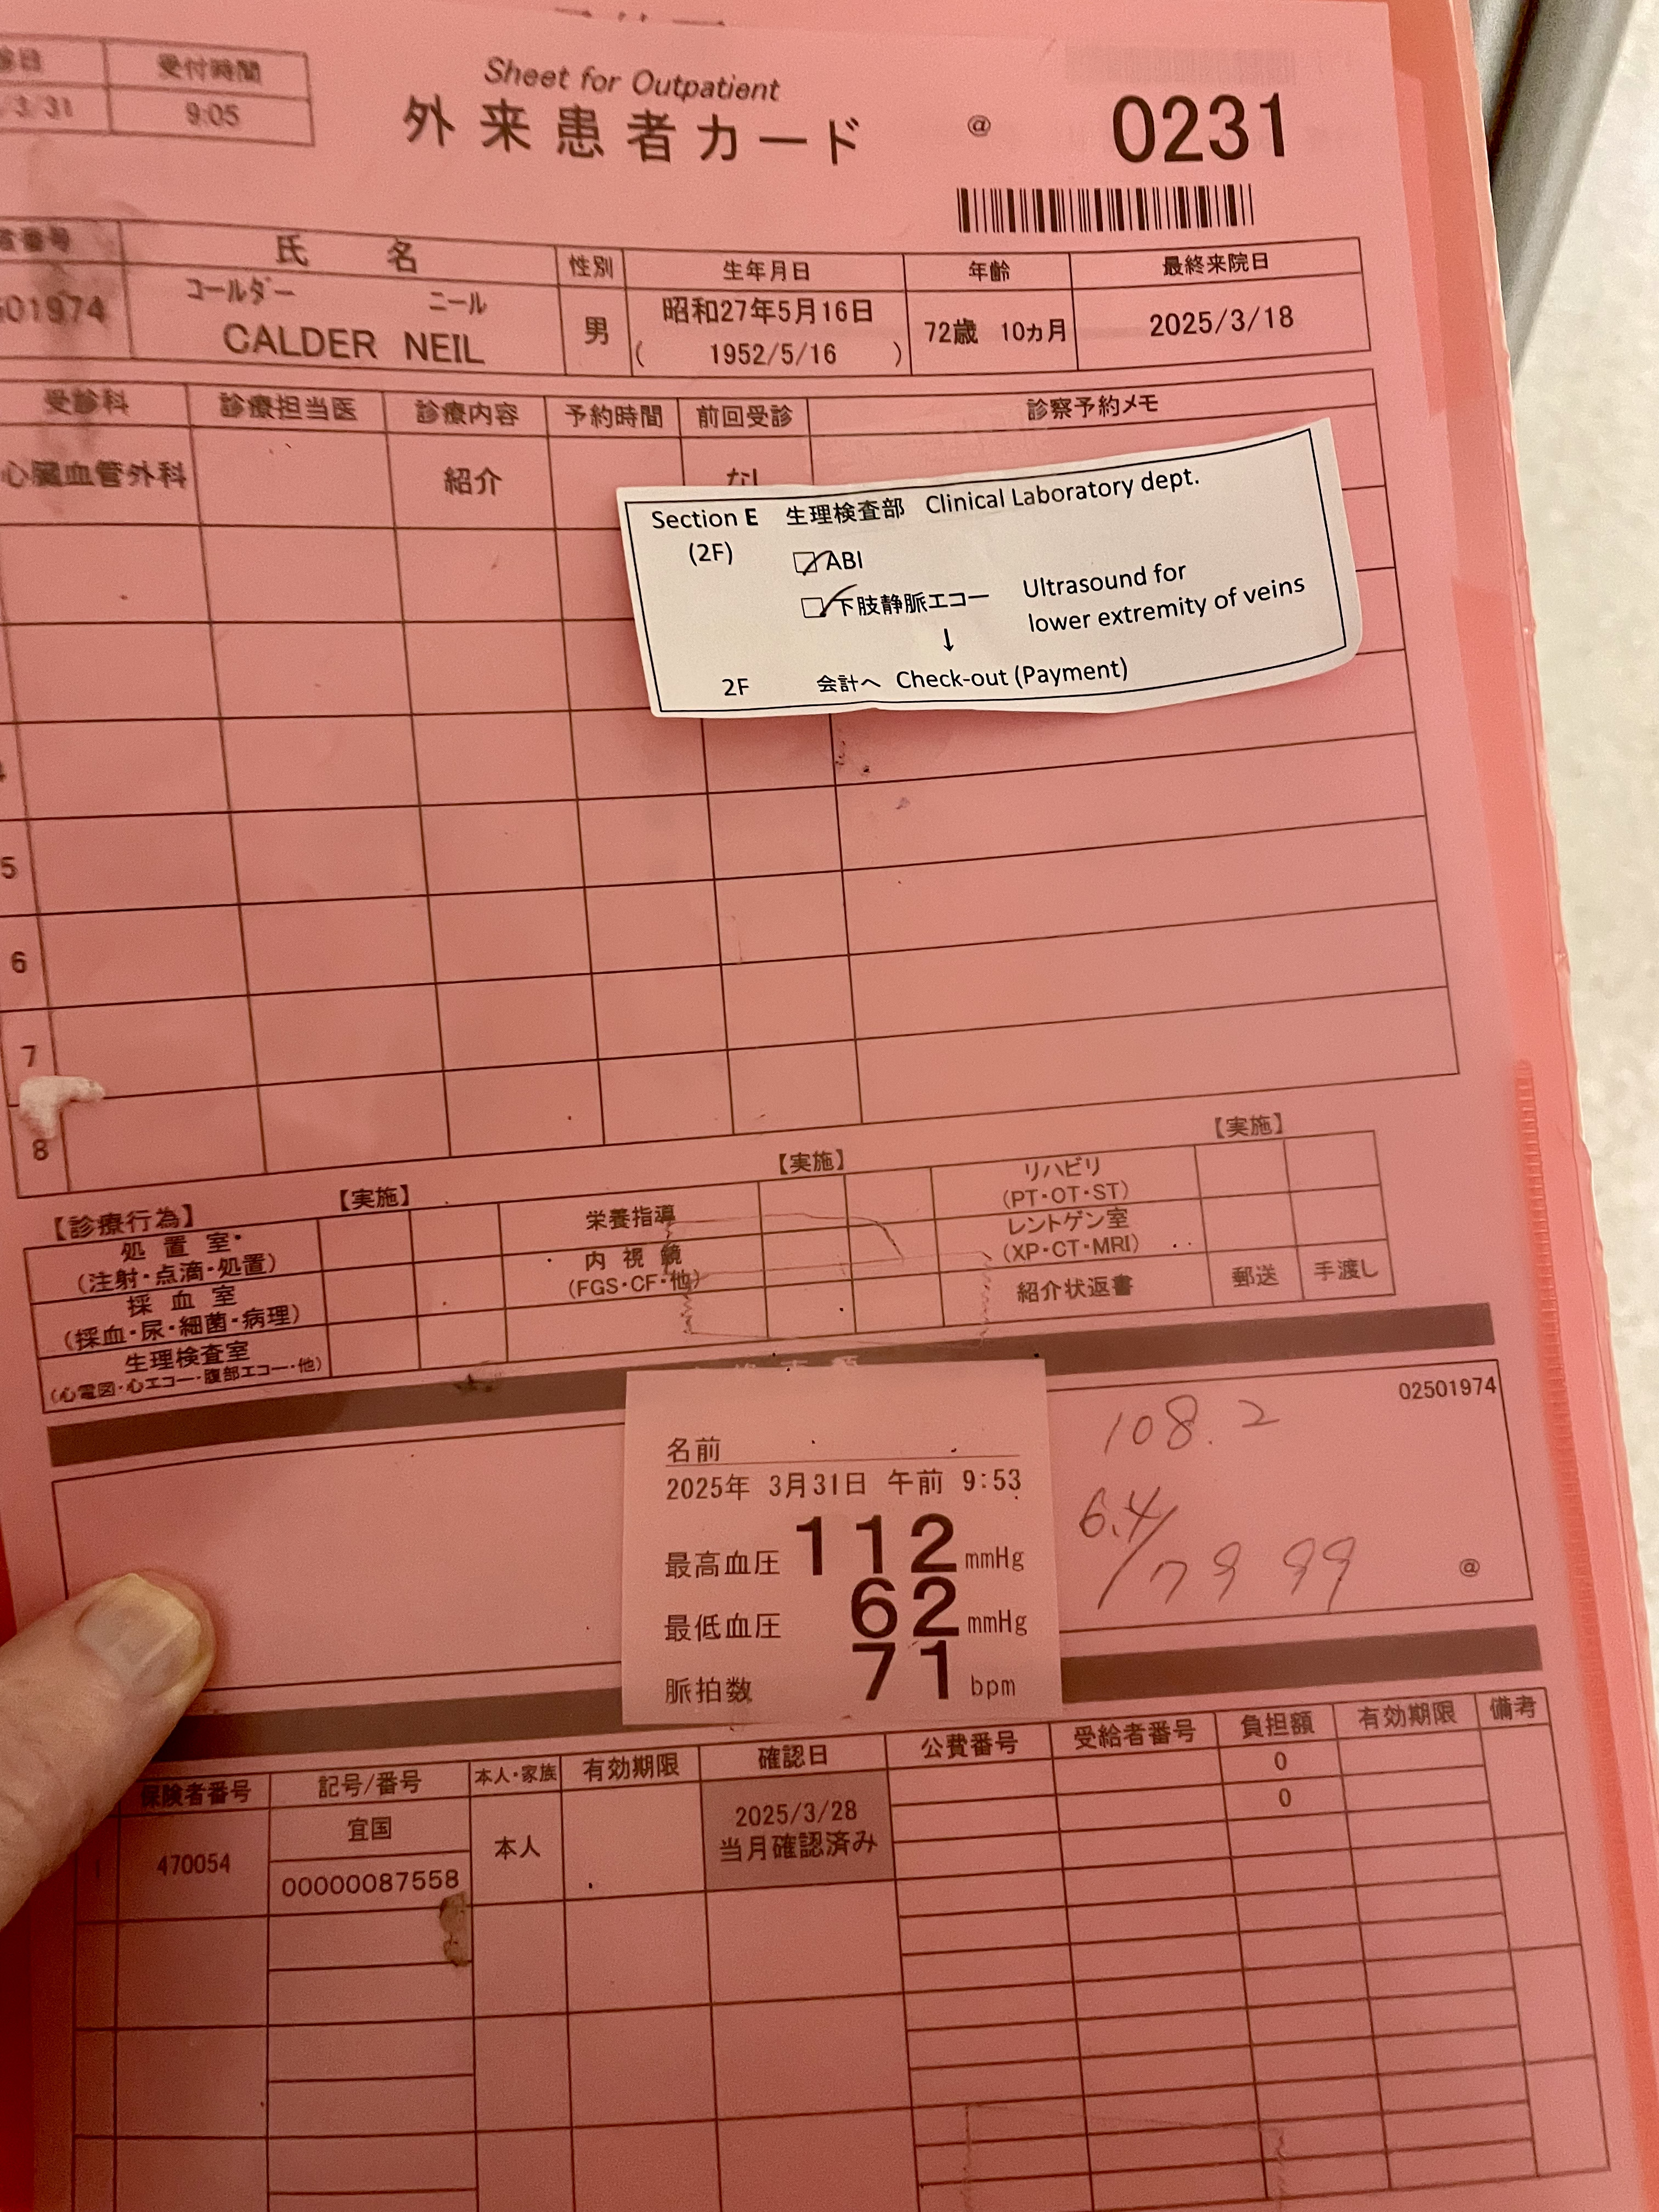 診日 受付時間
/3/31 9:05
Sheet for Outpatient
外来患者カード
@ 0231
番号 氏 名 性別 生年月日 年齢 最終来院日
コールダー ニール
01974 CALDER NEIL 男 昭和27年5月16日 72歳 10カ月 2025/3/18
( 1952/5/16 )
受診科 診療担当医 診療内容 予約時間 前回受診 診察予約メモ
心臓血管外科 紹介 なし
Section E 生理検査部 Clinical Laboratory dept.
(2F) ABI
下肢静脈エコー Ultrasound for
lower extremity of veins
↓
2F 会計へ Check-out (Payment)
5
6
7
8
【診療行為】 【実施】 【実施】 【実施】
処置室・
(注射・点滴・処置)
採血室
(採血・尿・細菌・病理)
生理検査室
(心電図・心エコー・腹部エコー・他)
栄養指導
内視鏡
(FGS・CF・他)
リハビリ
(PT・OT・ST)
レントゲン室
(XP・CT・MRI)
紹介状返書 郵送 手渡し
02501974
108.2
6.4/
79 99
@
名前
2025年 3月31日 午前 9:53
最高血圧 112 mmHg
最低血圧 62 mmHg
脈拍数 71 bpm
保険者番号 記号/番号 本人・家族 有効期限 確認日 公費番号 受給者番号 負担額 有効期限 備考
470054 宜国 本人 2025/3/28 0
00000087558 当月確認済み 0